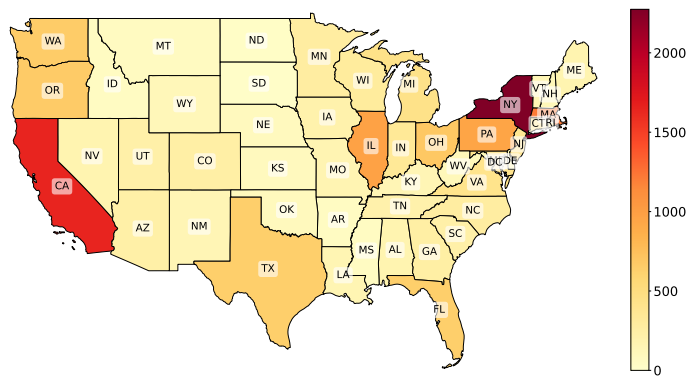 WA
MT
ND
MN
ME
OR
ID
SD
WI
MI
VT
NH
WY
NY
MA
CT
RI
NE
IA
PA
NJ
NV
UT
CO
IL
IN
OH
DC
DE
CA
KS
MO
KY
WV
VA
AZ
NM
OK
AR
TN
NC
TX
LA
MS
AL
GA
SC
FL
2000
1500
1000
500
0